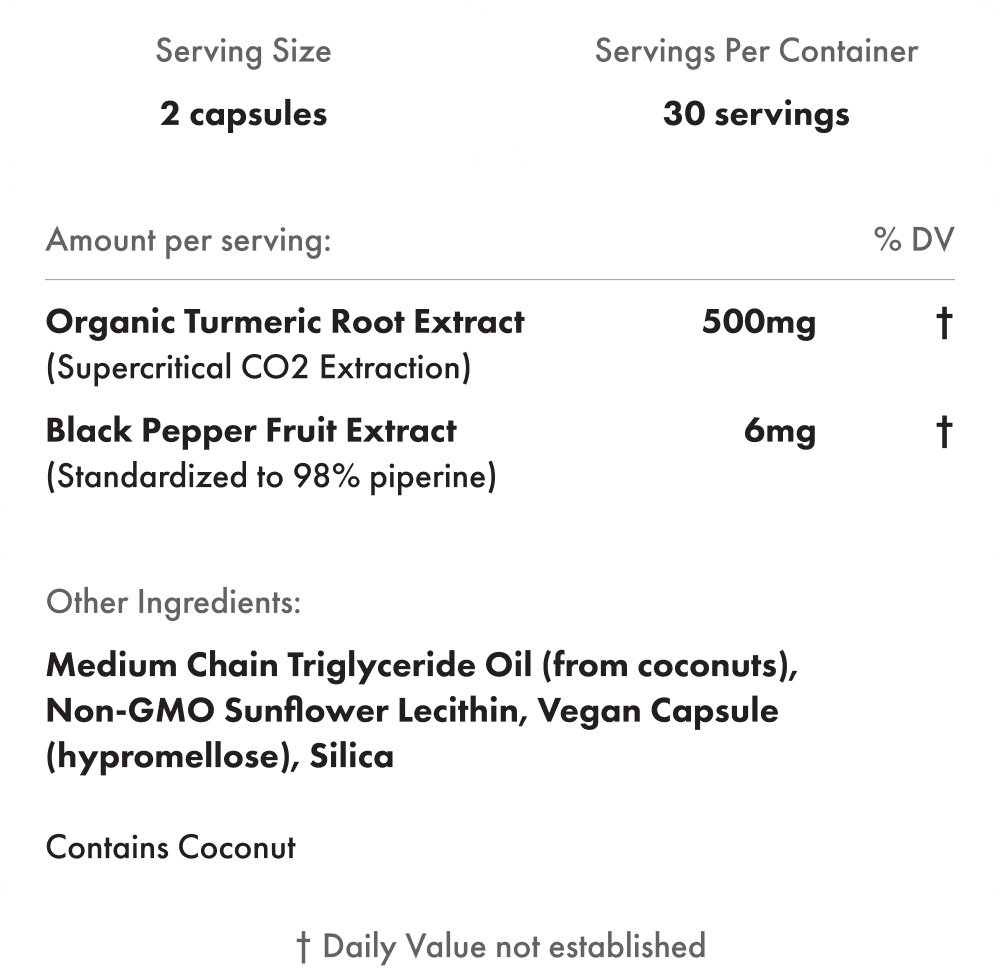 Serving Size Servings Per Container
2 capsules 30 servings
Amount per serving: % DV
Organic Turmeric Root Extract 500mg †
(Supercritical CO2 Extraction)
Black Pepper Fruit Extract 6mg †
(Standardized to 98% piperine)
Other Ingredients:
Medium Chain Triglyceride Oil (from coconuts),
Non-GMO Sunflower Lecithin, Vegan Capsule
(hypromellose), Silica
Contains Coconut
† Daily Value not established